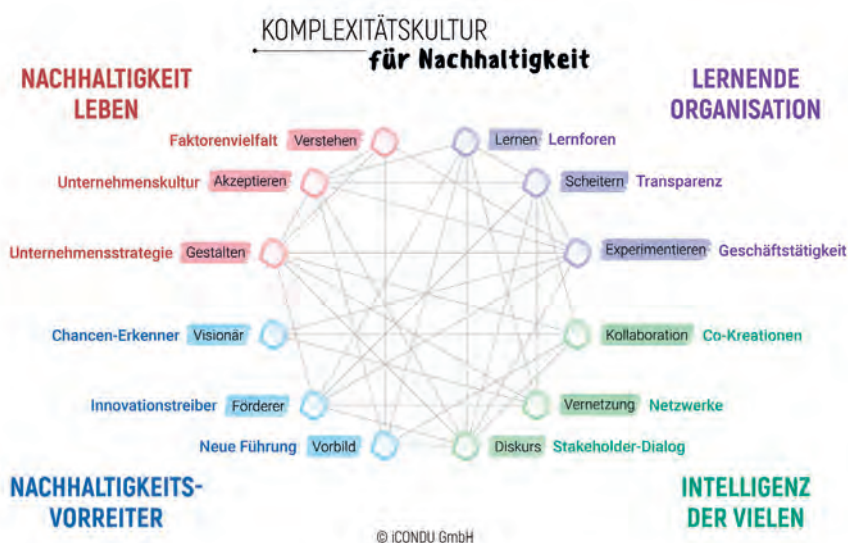 KOMPLEXITÄTSKULTUR
für Nachhaltigkeit
NACHHALTIGKEIT
LEBEN
LERNENDE
ORGANISATION
Faktorenvielfalt Verstehen
Lernen Lernforen
Unternehmenskultur Akzeptieren
Scheitern Transparenz
Unternehmensstrategie Gestalten
Experimentieren Geschäftstätigkeit
Chancen-Erkenner Visionär
Kollaboration Co-Kreationen
Innovationstreiber Förderer
Vernetzung Netzwerke
Neue Führung Vorbild
Diskurs Stakeholder-Dialog
NACHHALTIGKEITS-
VORREITER
INTELLIGENZ
DER VIELEN
© iCONDU GmbH